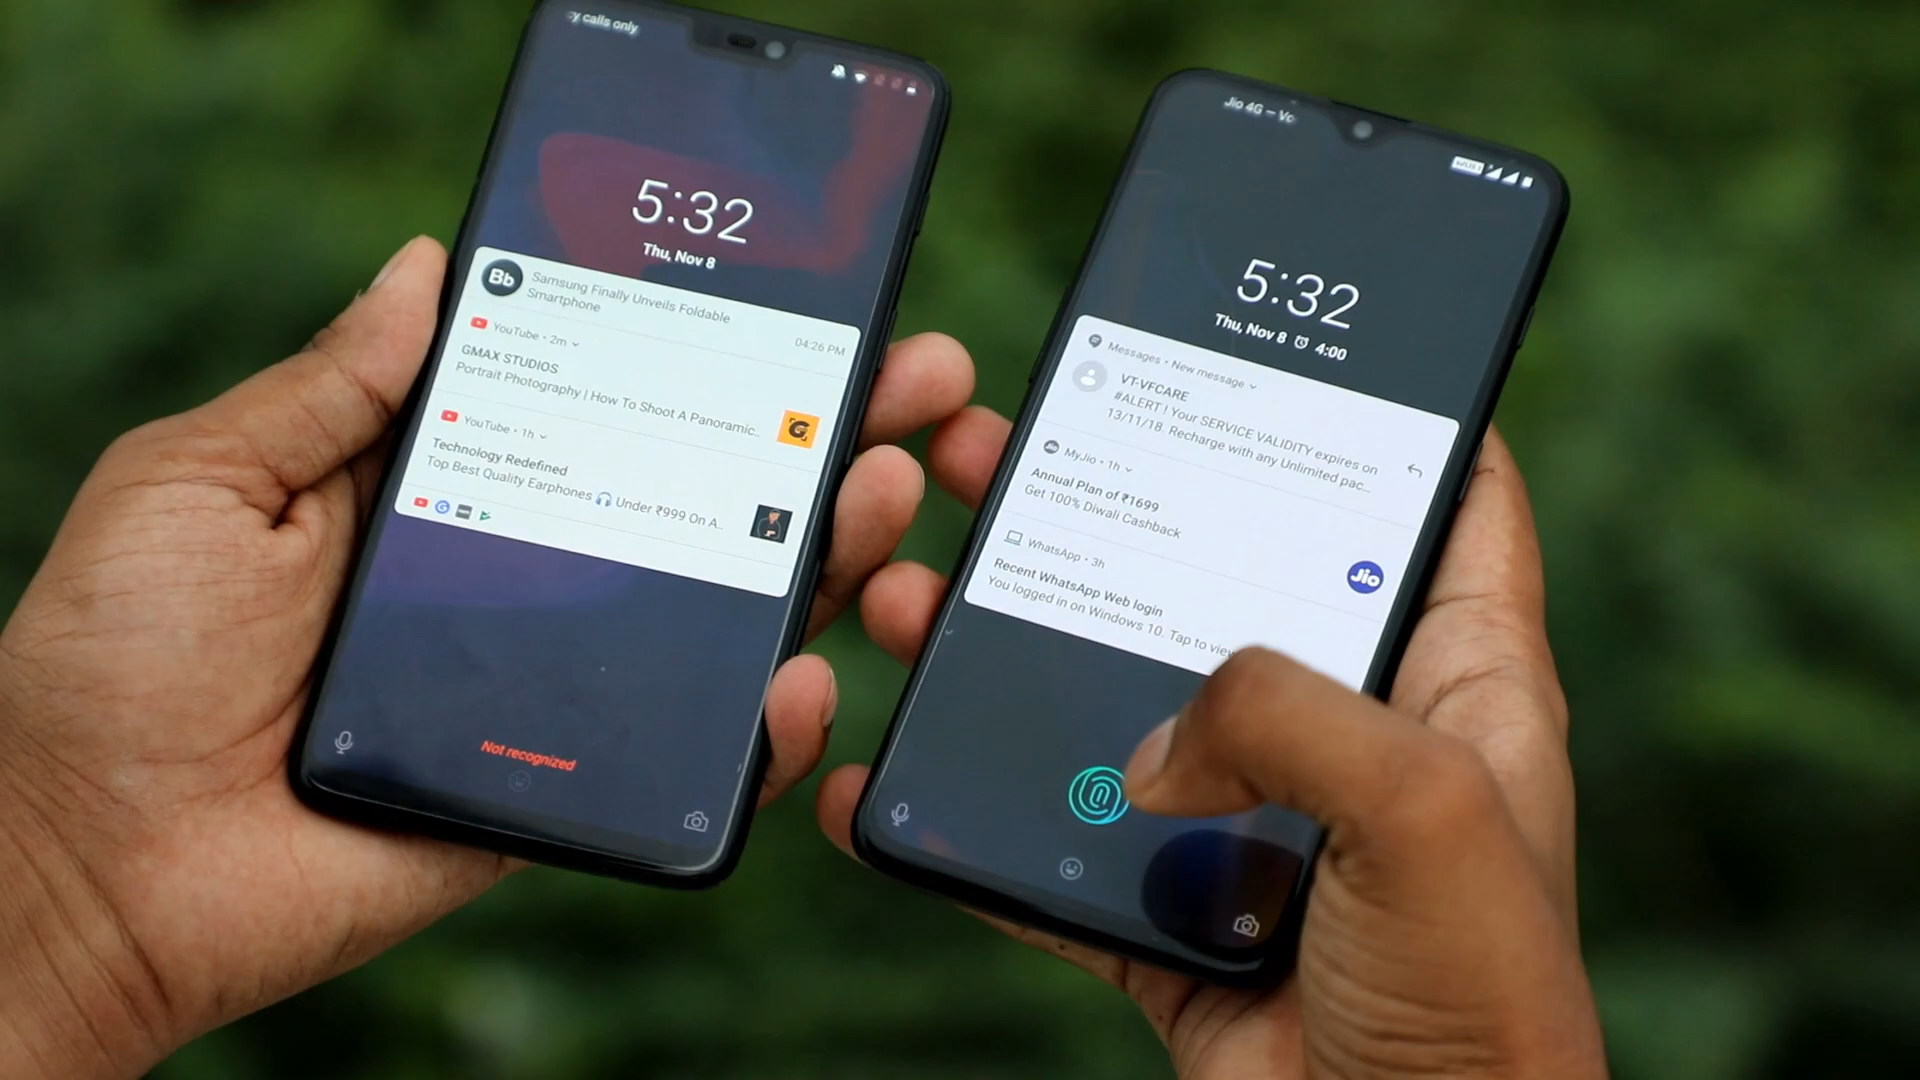 y calls only
5:32
Thu, Nov 8
Bb
Samsung Finally Unveils Foldable
Smartphone
04:26 PM
YouTube • 2m
GMAX STUDIOS
Portrait Photography | How To Shoot A Panoramic..
G
YouTube • 1h
Technology Redefined
Top Best Quality Earphones 🎧 Under ₹999 On A..
G
Not recognized
Jio 4G — Vo
5:32
Thu, Nov 8 ⏰ 4:00
Messages • New message
VT-VFCARE
#ALERT ! Your SERVICE VALIDITY expires on
13/11/18. Recharge with any Unlimited pac...
MyJio • 1h
Annual Plan of ₹1699
Get 100% Diwali Cashback
Jio
WhatsApp • 3h
Recent WhatsApp Web login
You logged in on Windows 10. Tap to view